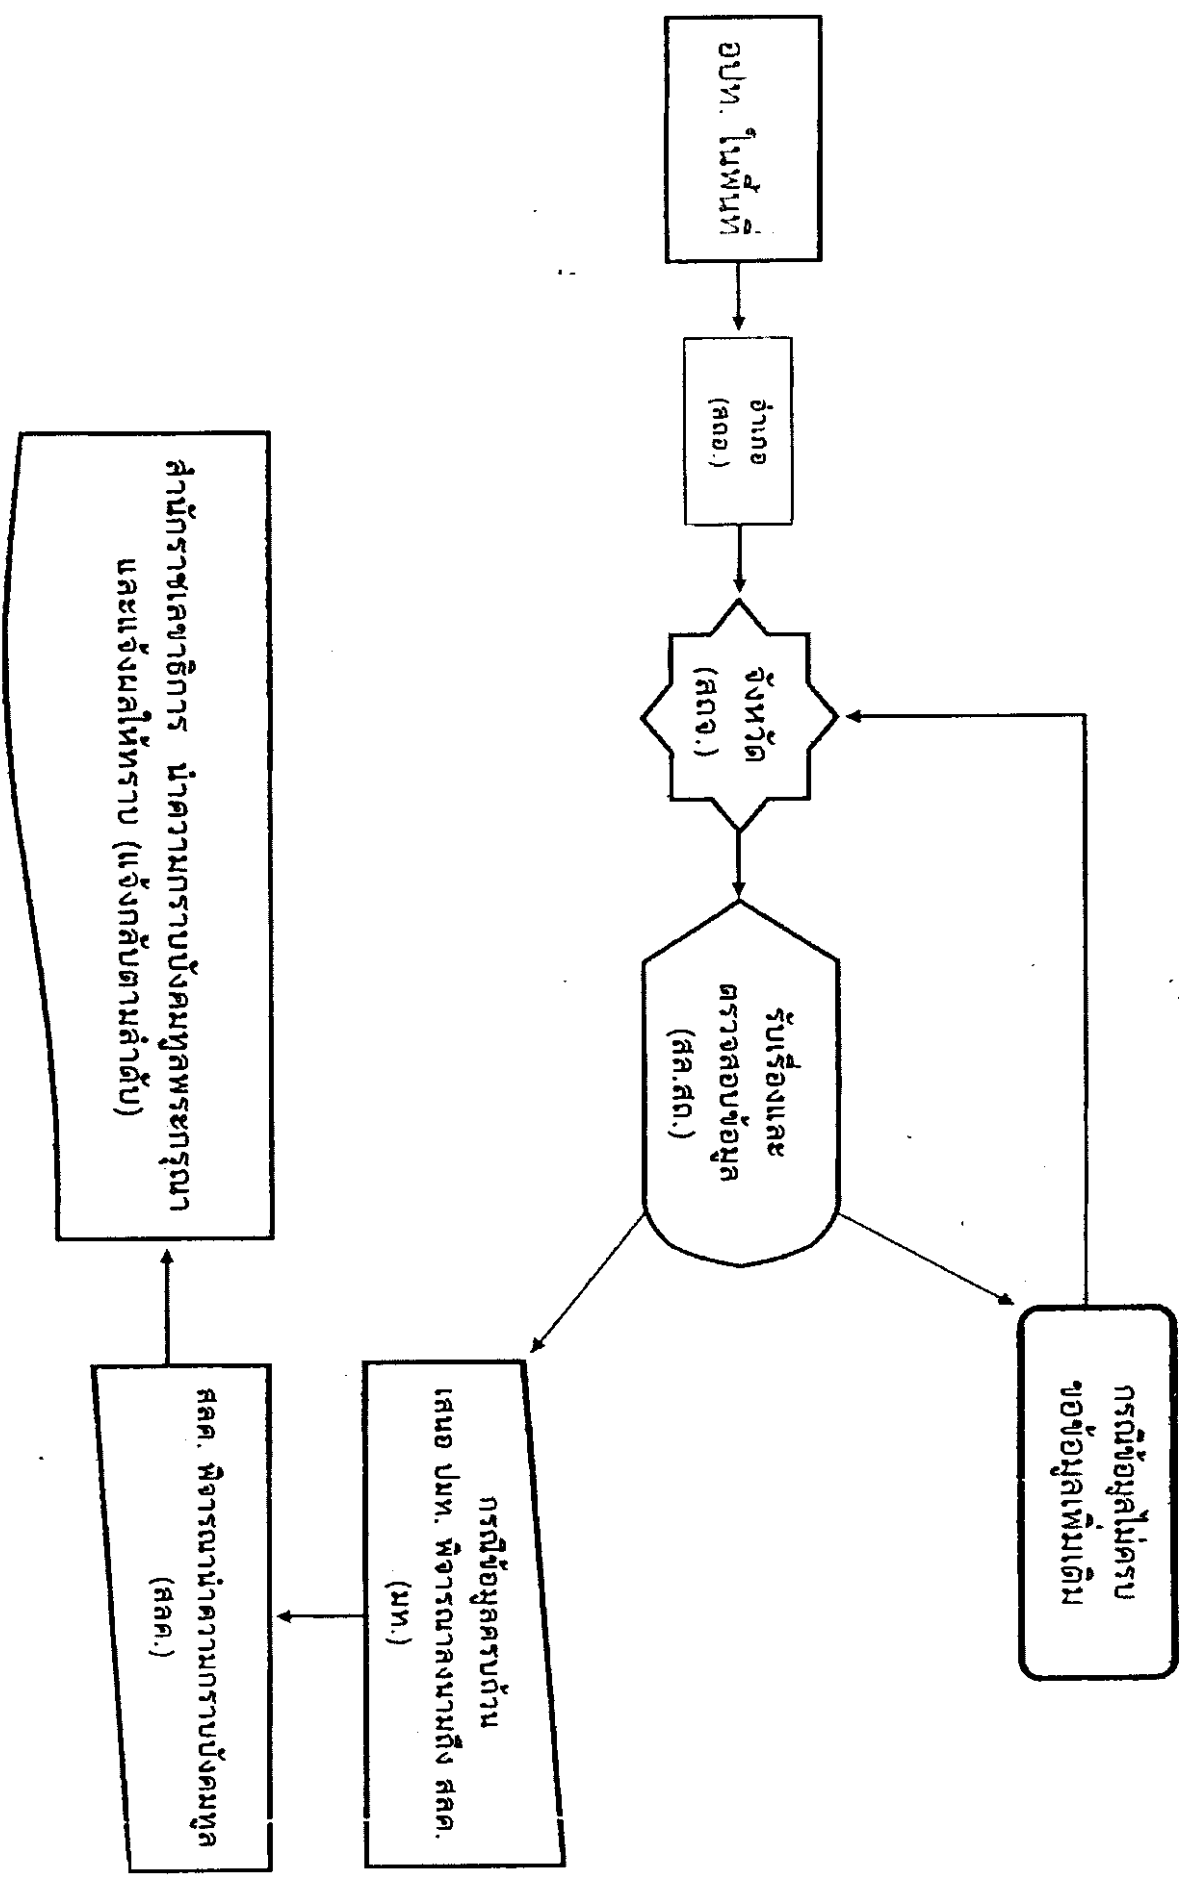 อปท. ในพื้นที่
อำเภอ
(สถอ.)
จังหวัด
(สถจ.)
รับเรื่องและ
ตรวจสอบข้อมูล
(สล.สถ.)
กรณีข้อมูลไม่ครบ
ขอข้อมูลเพิ่มเติม
กรณีข้อมูลครบถ้วน
เสนอ ปมท. พิจารณาลงนามถึง สลค.
(มท.)
สลค. พิจารณานำความกราบบังคมทูล
(สลค.)
สำนักราชเลขาธิการ นำความกราบบังคมทูลพระกรุณา
และแจ้งผลให้ทราบ (แจ้งกลับตามลำดับ)